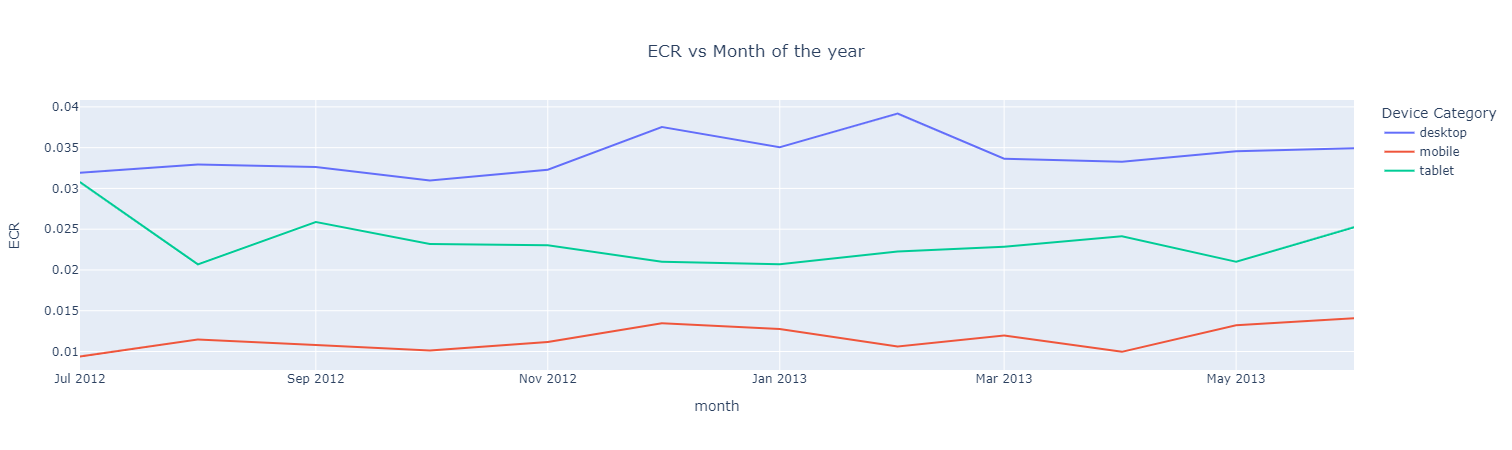 ECR vs Month of the year
0.04
0.035
0.03
0.025
0.02
0.015
0.01
ECR
Jul 2012
Sep 2012
Nov 2012
Jan 2013
Mar 2013
May 2013
month
Device Category
desktop
mobile
tablet